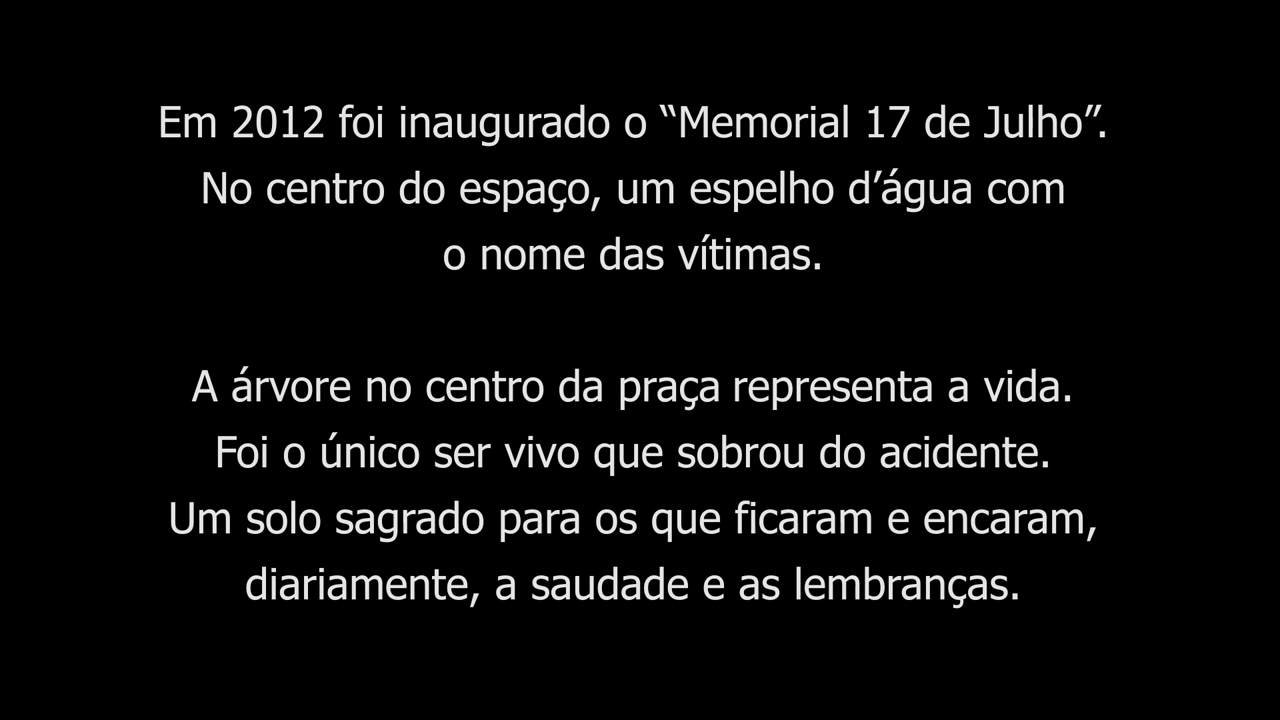 Em 2012 foi inaugurado o “Memorial 17 de Julho”.
No centro do espaço, um espelho d’água com
o nome das vítimas.
A árvore no centro da praça representa a vida.
Foi o único ser vivo que sobrou do acidente.
Um solo sagrado para os que ficaram e encaram,
diariamente, a saudade e as lembranças.